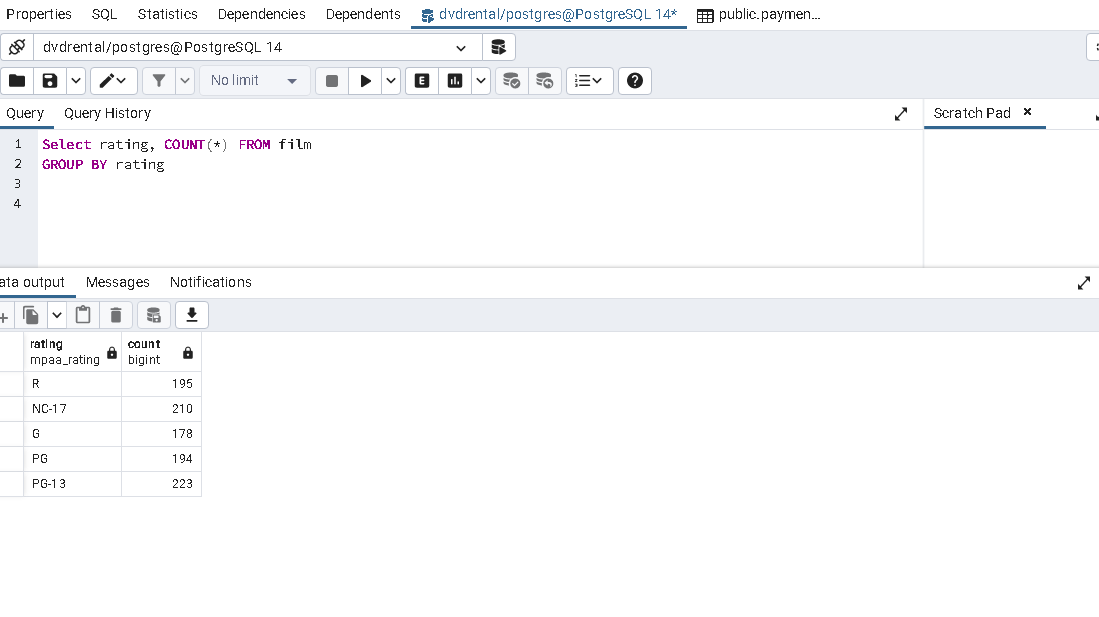 Properties SQL Statistics Dependencies Dependents dvdrental/postgres@PostgreSQL 14* public.paymen...
dvdrental/postgres@PostgreSQL 14
No limit
E
Query Query History Scratch Pad
1 Select rating, COUNT(*) FROM film
2 GROUP BY rating
3
4
ata output Messages Notifications
rating count
mpaa_rating bigint
R 195
NC-17 210
G 178
PG 194
PG-13 223